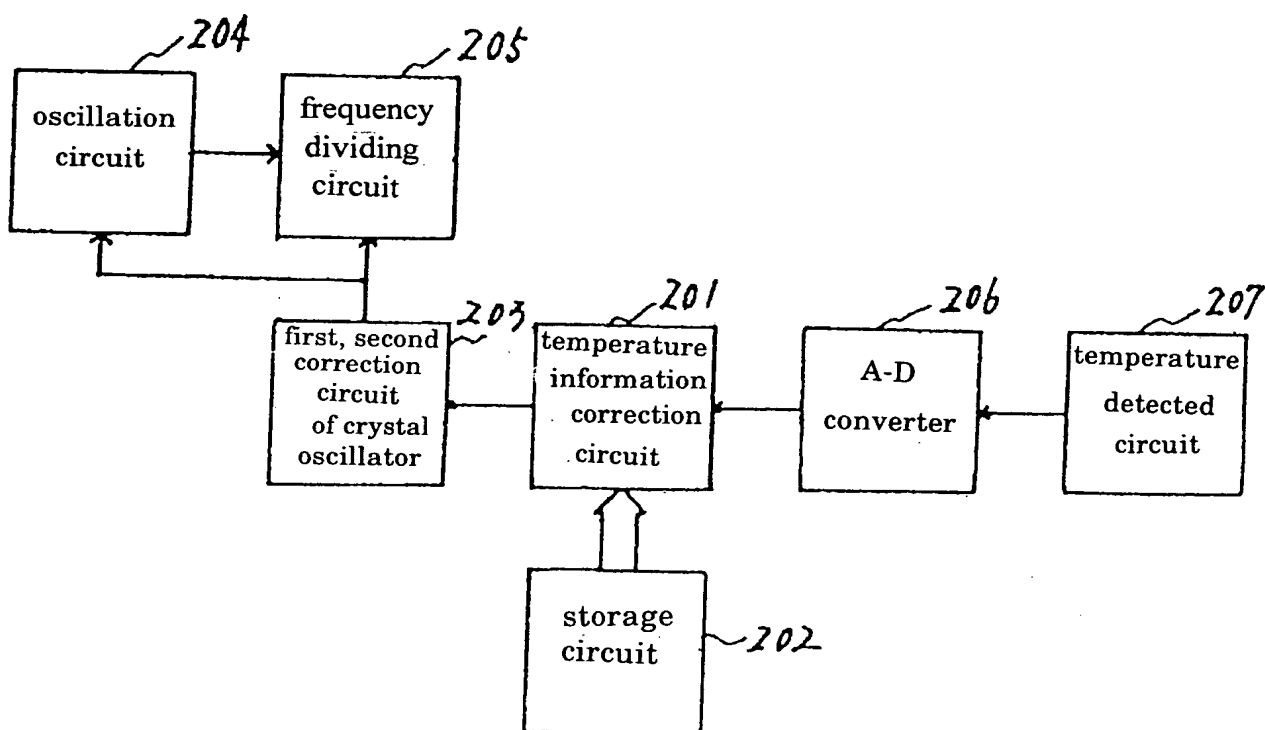 204
205
oscillation
circuit
frequency
dividing
circuit
203
201
206
207
first, second
correction
circuit
of crystal
oscillator
temperature
information
correction
circuit
A-D
converter
temperature
detected
circuit
storage
circuit
202